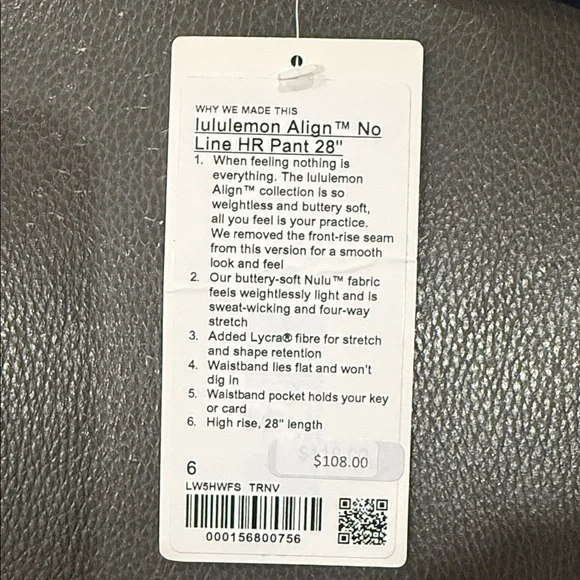 WHY WE MADE THIS
lululemon Align™ No
Line HR Pant 28"
1. When feeling nothing is
everything. The lululemon
Align™ collection is so
weightless and buttery soft,
all you feel is your practice.
We removed the front-rise seam
from this version for a smooth
look and feel
2. Our buttery-soft Nulu™ fabric
feels weightlessly light and is
sweat-wicking and four-way
stretch
3. Added Lycra® fibre for stretch
and shape retention
4. Waistband lies flat and won't
dig in
5. Waistband pocket holds your key
or card
6. High rise, 28" length
$108.00
6
LW5HWFS TRNV
000156800756